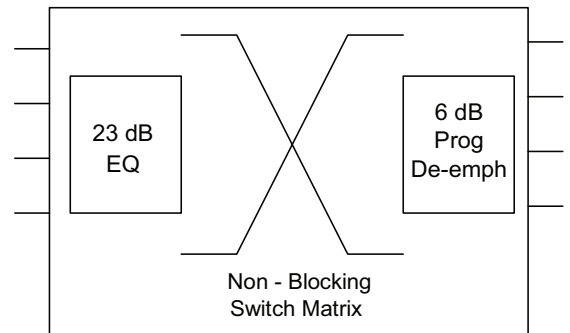 23 dB
EQ
6 dB
Prog
De-emph
Non - Blocking
Switch Matrix